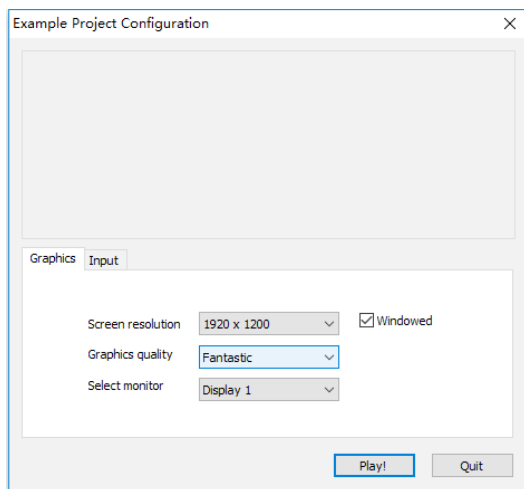 Example Project Configuration
Graphics
Input
Screen resolution
1920 x 1200
Windowed
Graphics quality
Fantastic
Select monitor
Display 1
Play!
Quit